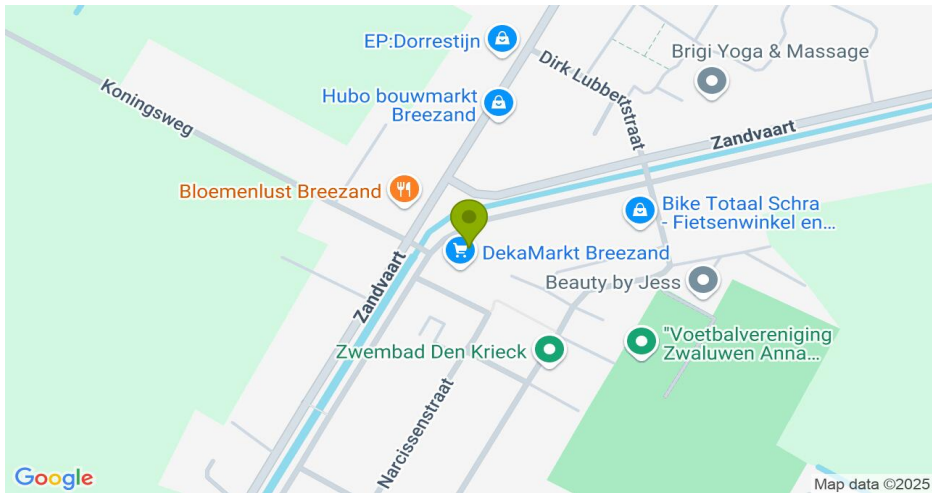 EP:Dorrestijn
Brigi Yoga & Massage
Dirk Lubbertstraat
Koningsweg
Hubo bouwmarkt
Breezand
Zandvaart
Bloemenlust Breezand
Bike Totaal Schra
- Fietsenwinkel en...
DekaMarkt Breezand
Zandvaart
Beauty by Jess
"Voetbalvereniging
Zwaluwen Anna...
Zwembad Den Krieck
Narcissenstraat
Google
Map data ©2025